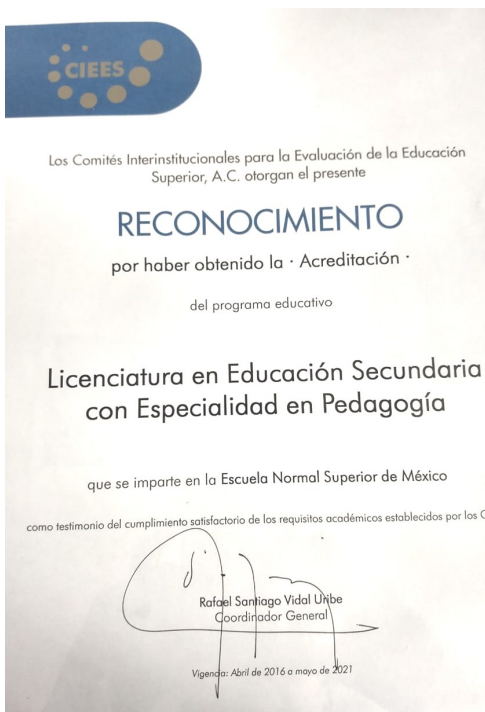 CIEES
Los Comités Interinstitucionales para la Evaluación de la Educación
Superior, A.C. otorgan el presente
RECONOCIMIENTO
por haber obtenido la · Acreditación ·
del programa educativo
Licenciatura en Educación Secundaria
con Especialidad en Pedagogía
que se imparte en la Escuela Normal Superior de México
como testimonio del cumplimiento satisfactorio de los requisitos académicos establecidos por los
Rafael Santiago Vidal Uribe
Coordinador General
Vigencia: Abril de 2016 a mayo de 2021